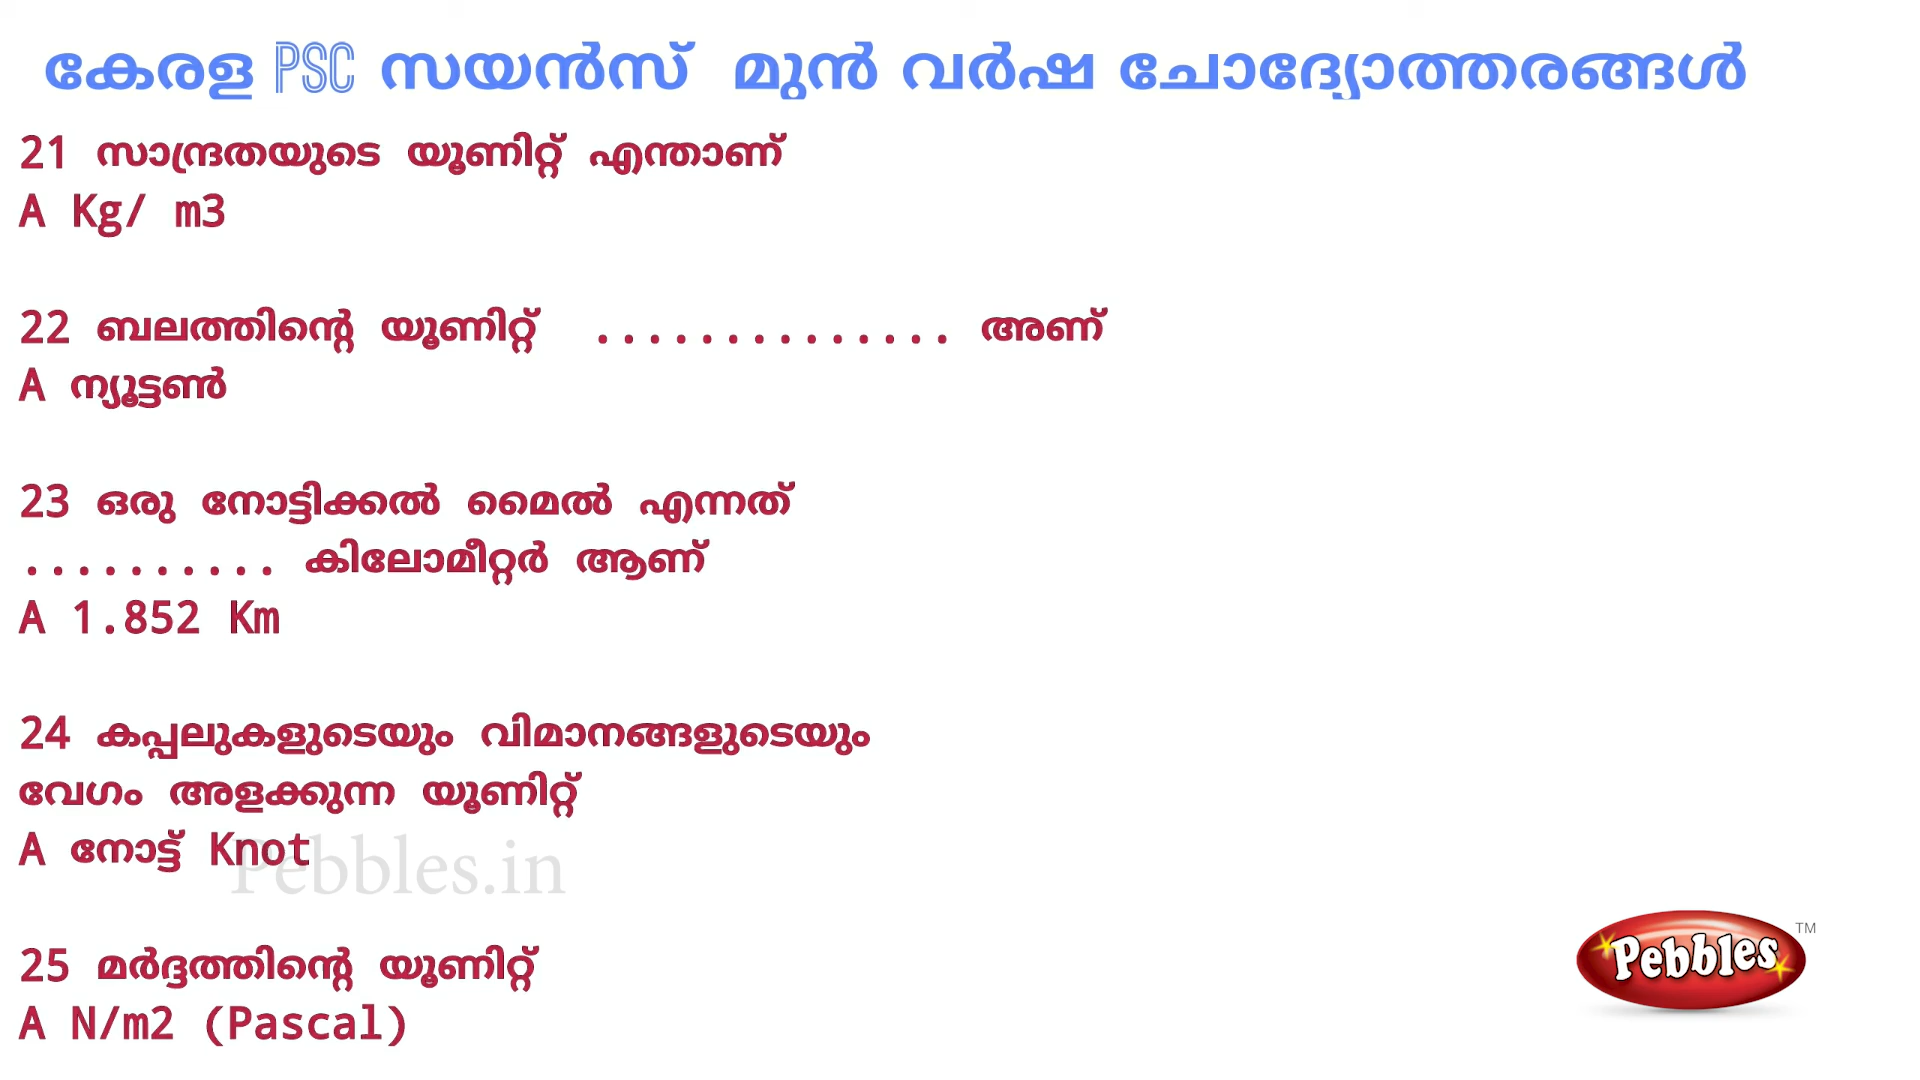 കേരള PSC സയൻസ് മുൻ വർഷ ചോദ്യോത്തരങ്ങൾ
21 സാന്ദ്രതയുടെ യൂണിറ്റ് എന്താണ്
A Kg/ m3
22 ബലത്തിന്റെ യൂണിറ്റ് .............. അണ്
A ന്യൂട്ടൺ
23 ഒരു നോട്ടിക്കൽ മൈൽ എന്നത്
.......... കിലോമീറ്റർ ആണ്
A 1.852 Km
24 കപ്പലുകളുടെയും വിമാനങ്ങളുടെയും
വേഗം അളക്കുന്ന യൂണിറ്റ്
A നോട്ട് Knot
Pebbles.in
25 മർദ്ദത്തിന്റെ യൂണിറ്റ്
A N/m2 (Pascal)
Pebbles TM